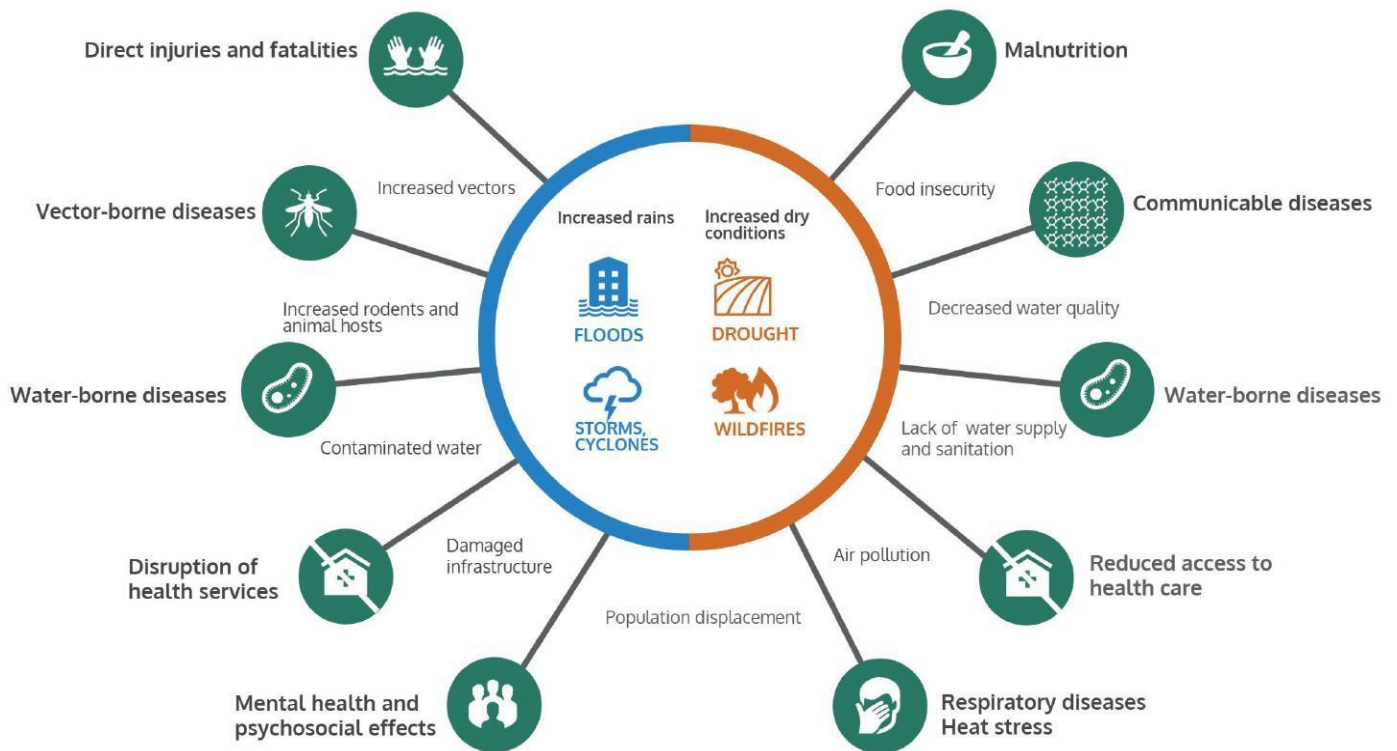 Direct injuries and fatalities
Malnutrition
Increased vectors
Food insecurity
Vector-borne diseases
Communicable diseases
Increased rains
Increased dry
conditions
FLOODS
DROUGHT
Increased rodents and
animal hosts
Decreased water quality
Water-borne diseases
Water-borne diseases
STORMS,
CYCLONES
WILDFIRES
Contaminated water
Lack of water supply
and sanitation
Damaged
infrastructure
Air pollution
Disruption of
health services
Reduced access to
health care
Population displacement
Mental health and
psychosocial effects
Respiratory diseases
Heat stress